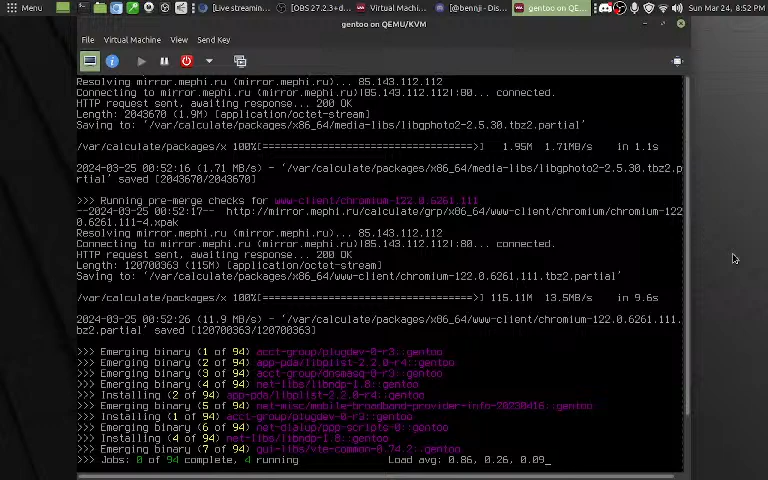 Menu
[Live streamin...
[OBS 27.2.3+d...
Virtual Machin...
[@bennji - Dis...
gentoo on QE...
Sun Mar 24, 8:52 PM
gentoo on QEMU/KVM
File Virtual Machine View Send Key
Resolving mirror.mephi.ru (mirror.mephi.ru)... 85.143.112.112
Connecting to mirror.mephi.ru (mirror.mephi.ru)|85.143.112.112|:80... connected.
HTTP request sent, awaiting response... 200 OK
Length: 2043670 (1.9M) [application/octet-stream]
Saving to: ‘/var/calculate/packages/x86_64/media-libs/libgphoto2-2.5.30.tbz2.partial’
/var/calculate/packages/x 100%[===================================>] 1.95M 1.71MB/s in 1.1s
2024-03-25 00:52:16 (1.71 MB/s) - ‘/var/calculate/packages/x86_64/media-libs/libgphoto2-2.5.30.tbz2.p
artial’ saved [2043670/2043670]
>>> Running pre-merge checks for www-client/chromium-122.0.6261.111
--2024-03-25 00:52:17-- http://mirror.mephi.ru/calculate/grp/x86_64/www-client/chromium/chromium-122
.0.6261.111-4.xpak
Resolving mirror.mephi.ru (mirror.mephi.ru)... 85.143.112.112
Connecting to mirror.mephi.ru (mirror.mephi.ru)|85.143.112.112|:80... connected.
HTTP request sent, awaiting response... 200 OK
Length: 120700363 (115M) [application/octet-stream]
Saving to: ‘/var/calculate/packages/x86_64/www-client/chromium-122.0.6261.111.tbz2.partial’
/var/calculate/packages/x 100%[===================================>] 115.11M 13.5MB/s in 9.6s
2024-03-25 00:52:26 (11.9 MB/s) - ‘/var/calculate/packages/x86_64/www-client/chromium-122.0.6261.111.
tbz2.partial’ saved [120700363/120700363]
>>> Emerging binary (1 of 94) acct-group/plugdev-0-r3::gentoo
>>> Emerging binary (2 of 94) app-pda/libplist-2.2.0-r4::gentoo
>>> Emerging binary (3 of 94) acct-group/dnsmasq-0-r3::gentoo
>>> Emerging binary (4 of 94) net-libs/libndp-1.8::gentoo
>>> Installing (2 of 94) app-pda/libplist-2.2.0-r4::gentoo
>>> Emerging binary (5 of 94) net-misc/mobile-broadband-provider-info-20230416::gentoo
>>> Installing (1 of 94) acct-group/plugdev-0-r3::gentoo
>>> Emerging binary (6 of 94) net-dialup/ppp-scripts-0::gentoo
>>> Installing (4 of 94) net-libs/libndp-1.8::gentoo
>>> Emerging binary (7 of 94) gui-libs/vte-common-0.74.2::gentoo
>>> Jobs: 0 of 94 complete, 4 running Load avg: 0.86, 0.26, 0.09